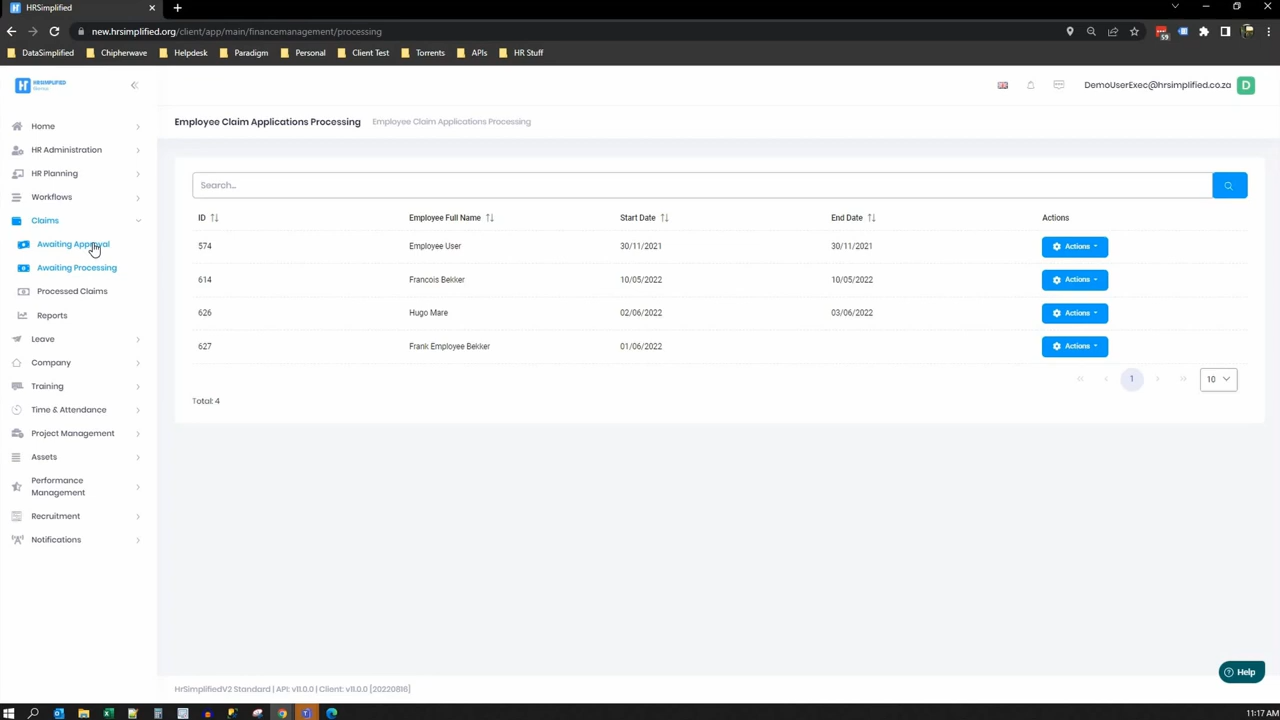 HRSimplified
new.hrsimplified.org/client/app/main/financemanagement/processing
59
DataSimplified Chipherwave Helpdesk Paradigm Personal Client Test Torrents APIs HR Stuff
HRSIMPLIFIED
DemoUserExec@hrsimplified.co.za D
Employee Claim Applications Processing Employee Claim Applications Processing
Home
HR Administration
HR Planning
Workflows
Claims
Awaiting Approval
Awaiting Processing
Processed Claims
Reports
Leave
Company
Training
Time & Attendance
Project Management
Assets
Performance
Management
Recruitment
Notifications
Search...
ID Employee Full Name Start Date End Date Actions
574 Employee User 30/11/2021 30/11/2021 Actions
614 Francois Bekker 10/05/2022 10/05/2022 Actions
626 Hugo Mare 02/06/2022 03/06/2022 Actions
627 Frank Employee Bekker 01/06/2022 Actions
1 10
Total: 4
Help
HrSimplifiedV2 Standard | API: v11.0.0 | Client: v11.0.0 [20220816]
11:17 AM